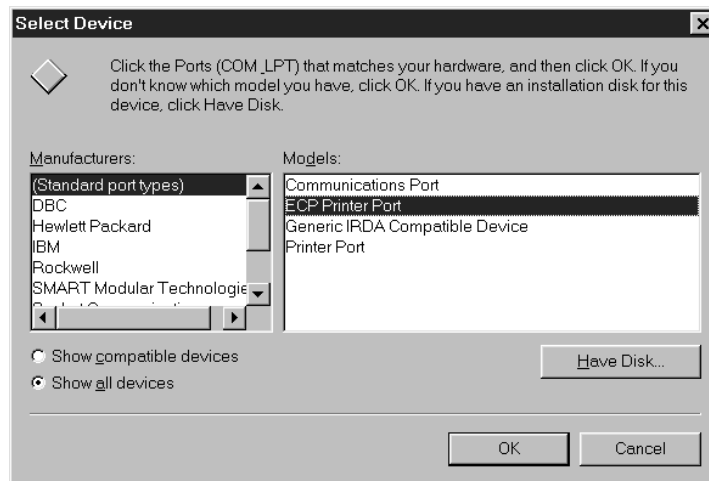 Select Device
Click the Ports (COM_LPT) that matches your hardware, and then click OK. If you
don't know which model you have, click OK. If you have an installation disk for this
device, click Have Disk.
Manufacturers:
(Standard port types)
DBC
Hewlett Packard
IBM
Rockwell
SMART Modular Technologie
Models:
Communications Port
ECP Printer Port
Generic IRDA Compatible Device
Printer Port
Show compatible devices
Show all devices
Have Disk...
OK
Cancel